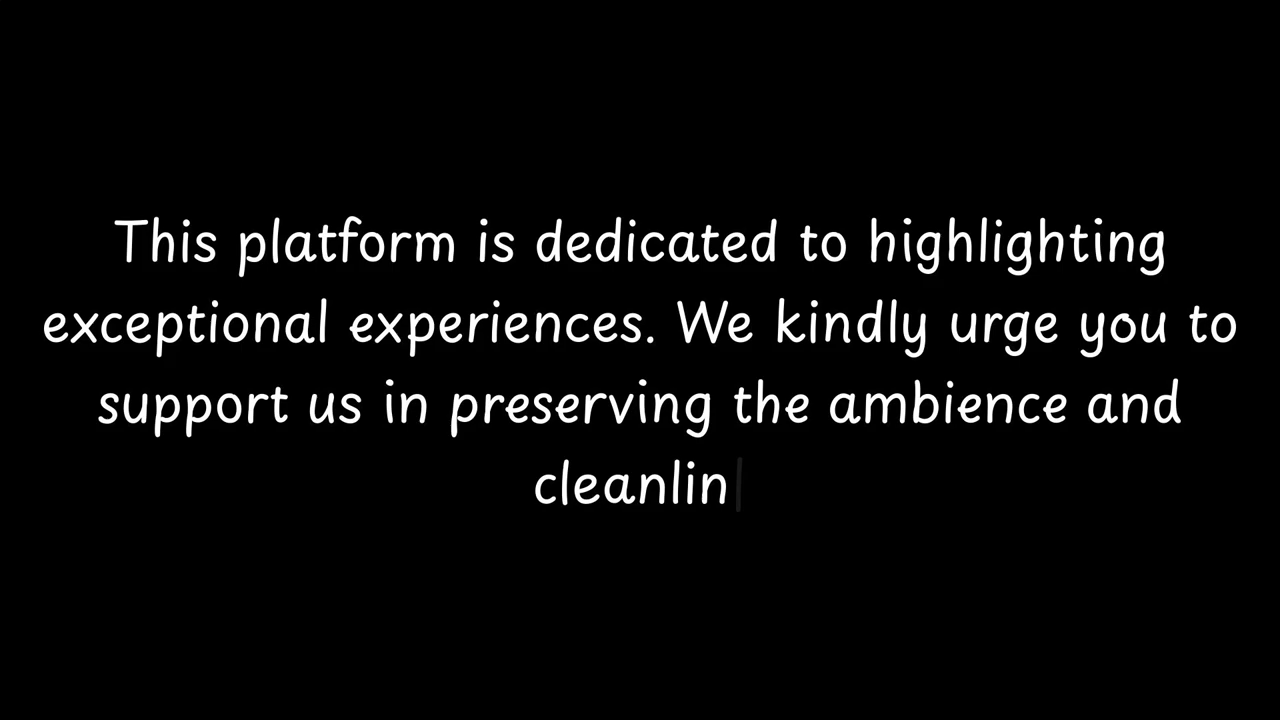 This platform is dedicated to highlighting
exceptional experiences. We kindly urge you to
support us in preserving the ambience and
cleanlin